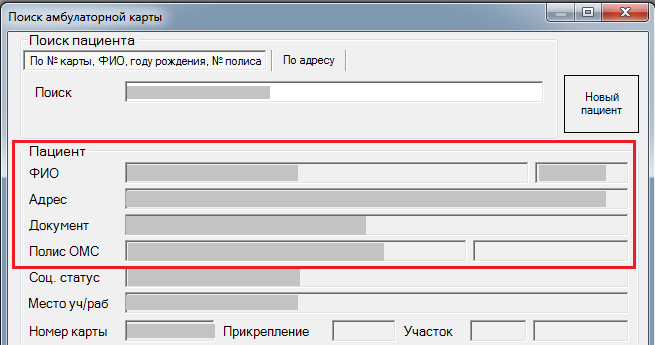 Поиск амбулаторной карты
Поиск пациента
По № карты, ФИО, году рождения, № полиса
По адресу
Поиск
Новый
пациент
Пациент
ФИО
Адрес
Документ
Полис ОМС
Соц. статус
Место уч/раб
Номер карты Прикрепление Участок